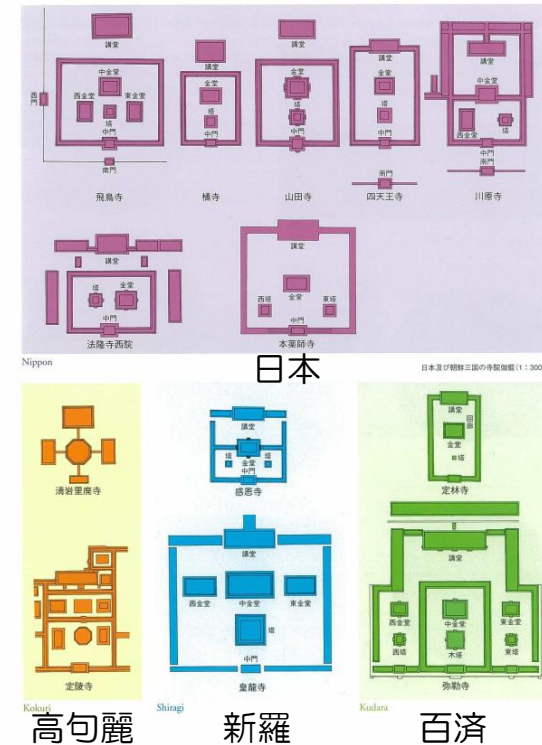 講堂
講堂
講堂
講堂
講堂
中金堂
西金堂
東金堂
塔
中門
西門
南門
飛鳥寺
金堂
塔
中門
橘寺
金堂
塔
中門
山田寺
金堂
塔
中門
南門
四天王寺
中金堂
西金堂
塔
中門
南門
川原寺
講堂
塔
金堂
中門
法隆寺西院
講堂
金堂
西塔
東塔
中門
本薬師寺
Nippon
日本
日本及び朝鮮三国の寺院伽藍(1:300
清岩里廃寺
定陵寺
Kokuri
高句麗
講堂
塔
金堂
塔
中門
感恩寺
講堂
西金堂
中金堂
東金堂
塔
中門
皇龍寺
Shiragi
新羅
講堂
回廊
金堂
塔
定林寺
講堂
西金堂
中金堂
東金堂
西塔
木塔
東塔
弥勒寺
Kudara
百済